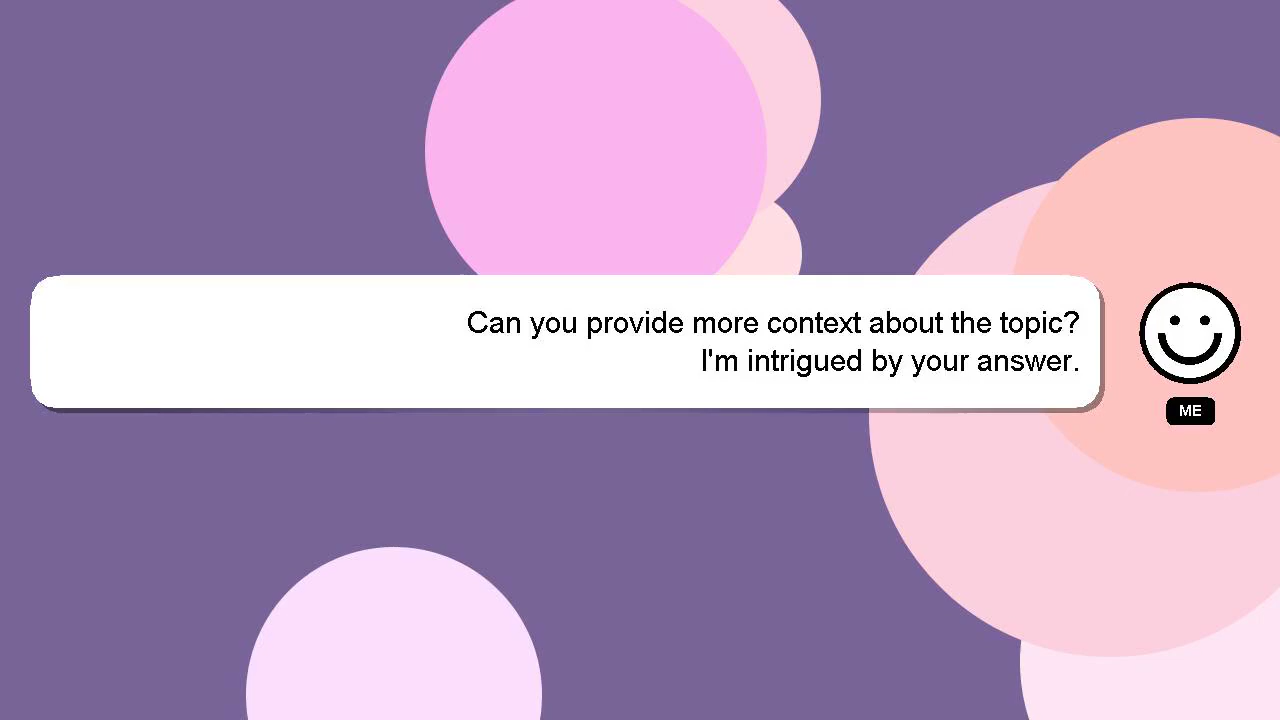 Can you provide more context about the topic?
I'm intrigued by your answer.
ME